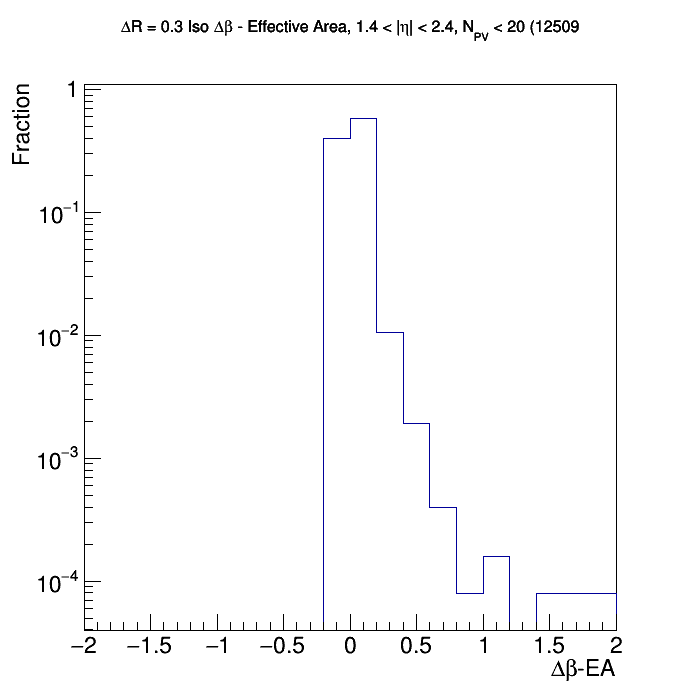 ΔR = 0.3 Iso Δβ - Effective Area, 1.4 < |η| < 2.4, N_PV < 20 (12509
Fraction
1
10⁻¹
10⁻²
10⁻³
10⁻⁴
−2 −1.5 −1 −0.5 0 0.5 1 1.5 2
Δβ-EA